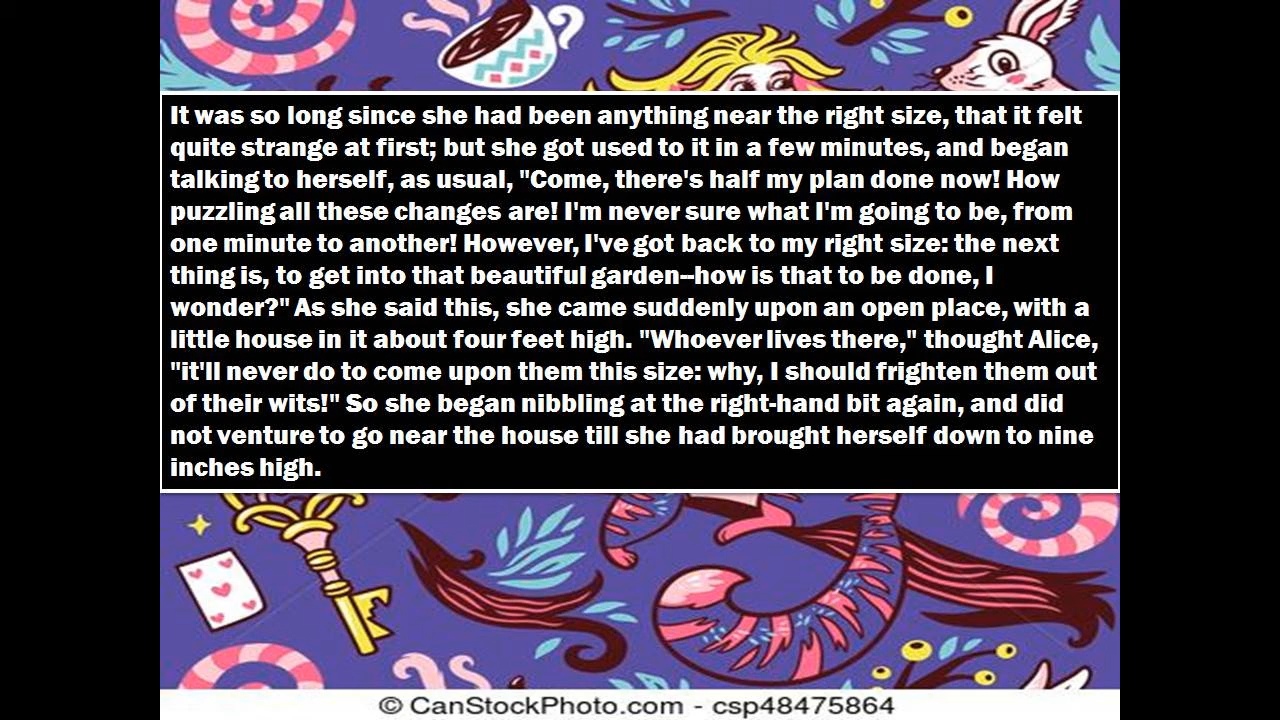 It was so long since she had been anything near the right size, that it felt
quite strange at first; but she got used to it in a few minutes, and began
talking to herself, as usual, "Come, there's half my plan done now! How
puzzling all these changes are! I'm never sure what I'm going to be, from
one minute to another! However, I've got back to my right size: the next
thing is, to get into that beautiful garden--how is that to be done, I
wonder?" As she said this, she came suddenly upon an open place, with a
little house in it about four feet high. "Whoever lives there," thought Alice,
"it'll never do to come upon them this size: why, I should frighten them out
of their wits!" So she began nibbling at the right-hand bit again, and did
not venture to go near the house till she had brought herself down to nine
inches high.
© CanStockPhoto.com - csp48475864